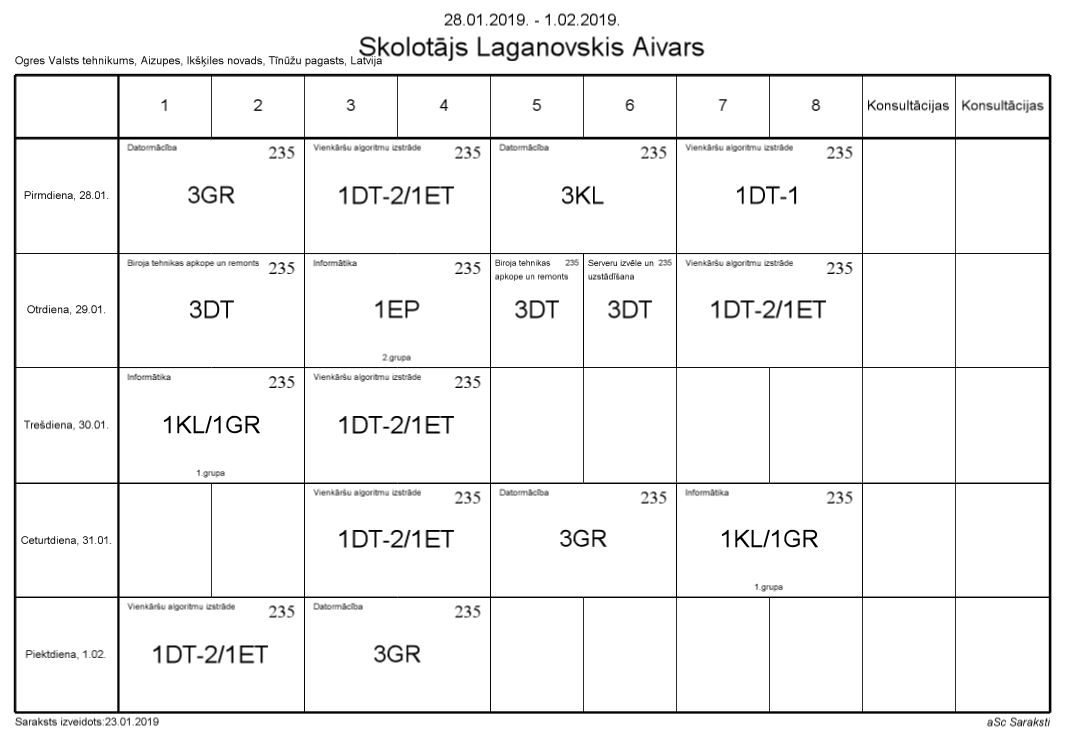 28.01.2019. - 1.02.2019.
Skolotājs Laganovskis Aivars
Ogres Valsts tehnikums, Aizupes, Ikšķiles novads, Tīnūžu pagasts, Latvija
1 2 3 4 5 6 7 8 Konsultācijas Konsultācijas
Datormācība 235 Vienkāršu algoritmu izstrāde 235 Datormācība 235 Vienkāršu algoritmu izstrāde 235
Pirmdiena, 28.01. 3GR 1DT-2/1ET 3KL 1DT-1
Biroja tehnikas apkope un remonts 235 Informātika 235 Biroja tehnikas 235 Serveru izvēle un 235 Vienkāršu algoritmu izstrāde 235
apkope un remonts uzstādīšana
Otrdiena, 29.01. 3DT 1EP 3DT 3DT 1DT-2/1ET
2.grupa
Informātika 235 Vienkāršu algoritmu izstrāde 235
Trešdiena, 30.01. 1KL/1GR 1DT-2/1ET
1.grupa
Vienkāršu algoritmu izstrāde 235 Datormācība 235 Informātika 235
Ceturtdiena, 31.01. 1DT-2/1ET 3GR 1KL/1GR
1.grupa
Vienkāršu algoritmu izstrāde 235 Datormācība 235
Piektdiena, 1.02. 1DT-2/1ET 3GR
Saraksts izveidots:23.01.2019 aSc Saraksti